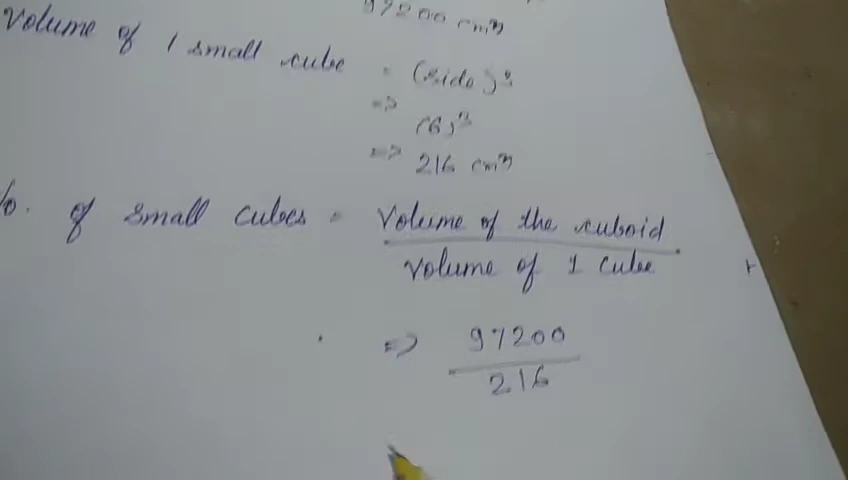 97200 cm³
Volume of 1 small cube = (side)³
=> (6)³
=> 216 cm³
No. of small cubes = Volume of the cuboid
Volume of 1 cube
=> 97200
216